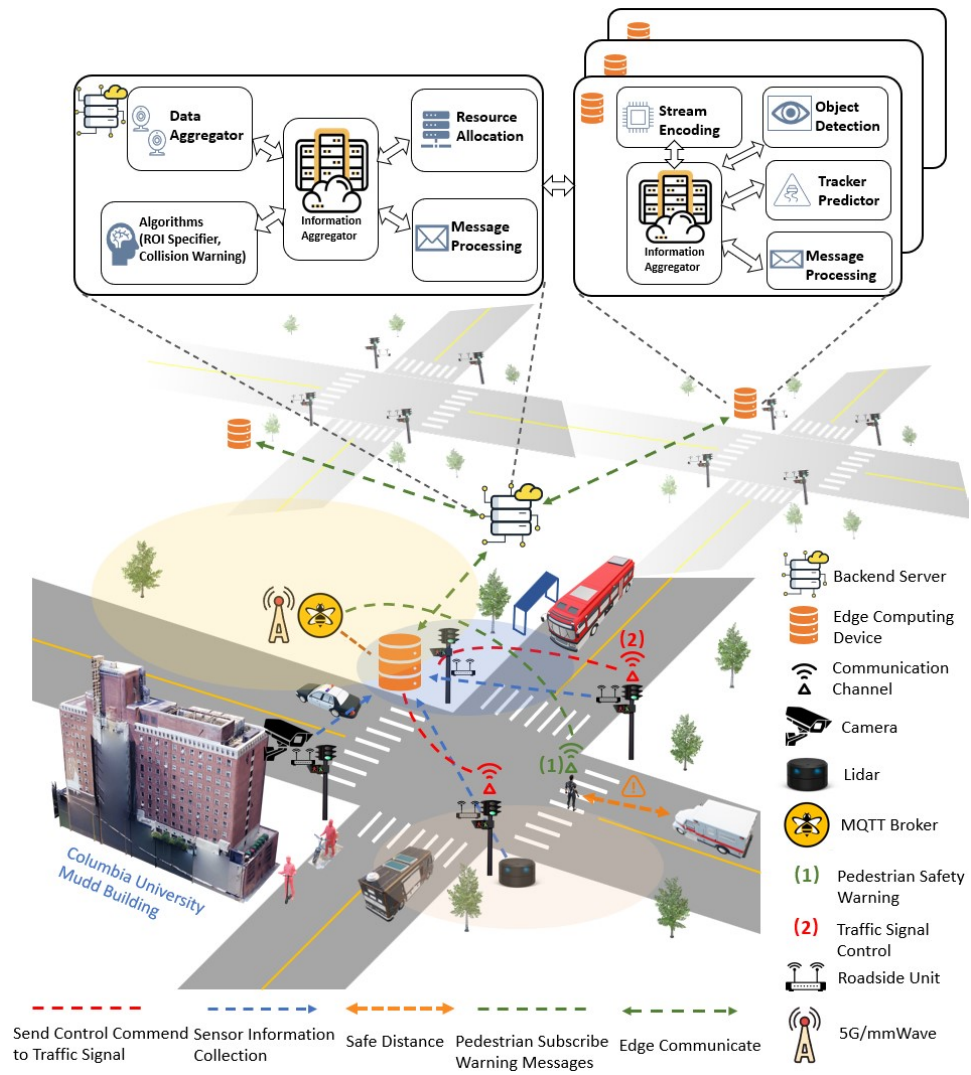 Data
Aggregator
Resource
Allocation
Information
Aggregator
Algorithms
(ROI Specifier,
Collision Warning)
Message
Processing
Stream
Encoding
Object
Detection
Tracker
Predictor
Information
Aggregator
Message
Processing
Backend Server
Edge Computing
Device
(2)
Communication
Channel
Camera
(1)
Lidar
MQTT Broker
Columbia University
Mudd Building
(1)
Pedestrian Safety
Warning
(2)
Traffic Signal
Control
Roadside Unit
5G/mmWave
Send Control Commend
to Traffic Signal
Sensor Information
Collection
Safe Distance
Pedestrian Subscribe
Warning Messages
Edge Communicate